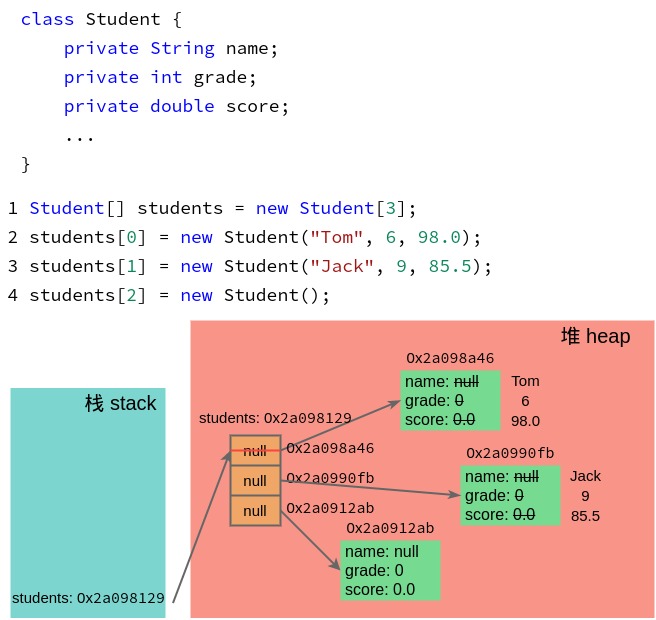 class Student {
    private String name;
    private int grade;
    private double score;
    ...
}
1 Student[] students = new Student[3];
2 students[0] = new Student("Tom", 6, 98.0);
3 students[1] = new Student("Jack", 9, 85.5);
4 students[2] = new Student();
堆 heap
0x2a098a46
栈 stack
name: null
Tom
grade: 0
6
score: 0.0
98.0
students: 0x2a098129
null
0x2a098a46
0x2a0990fb
null
0x2a0990fb
name: null
Jack
grade: 0
9
score: 0.0
85.5
null
0x2a0912ab
0x2a0912ab
name: null
grade: 0
score: 0.0
students: 0x2a098129